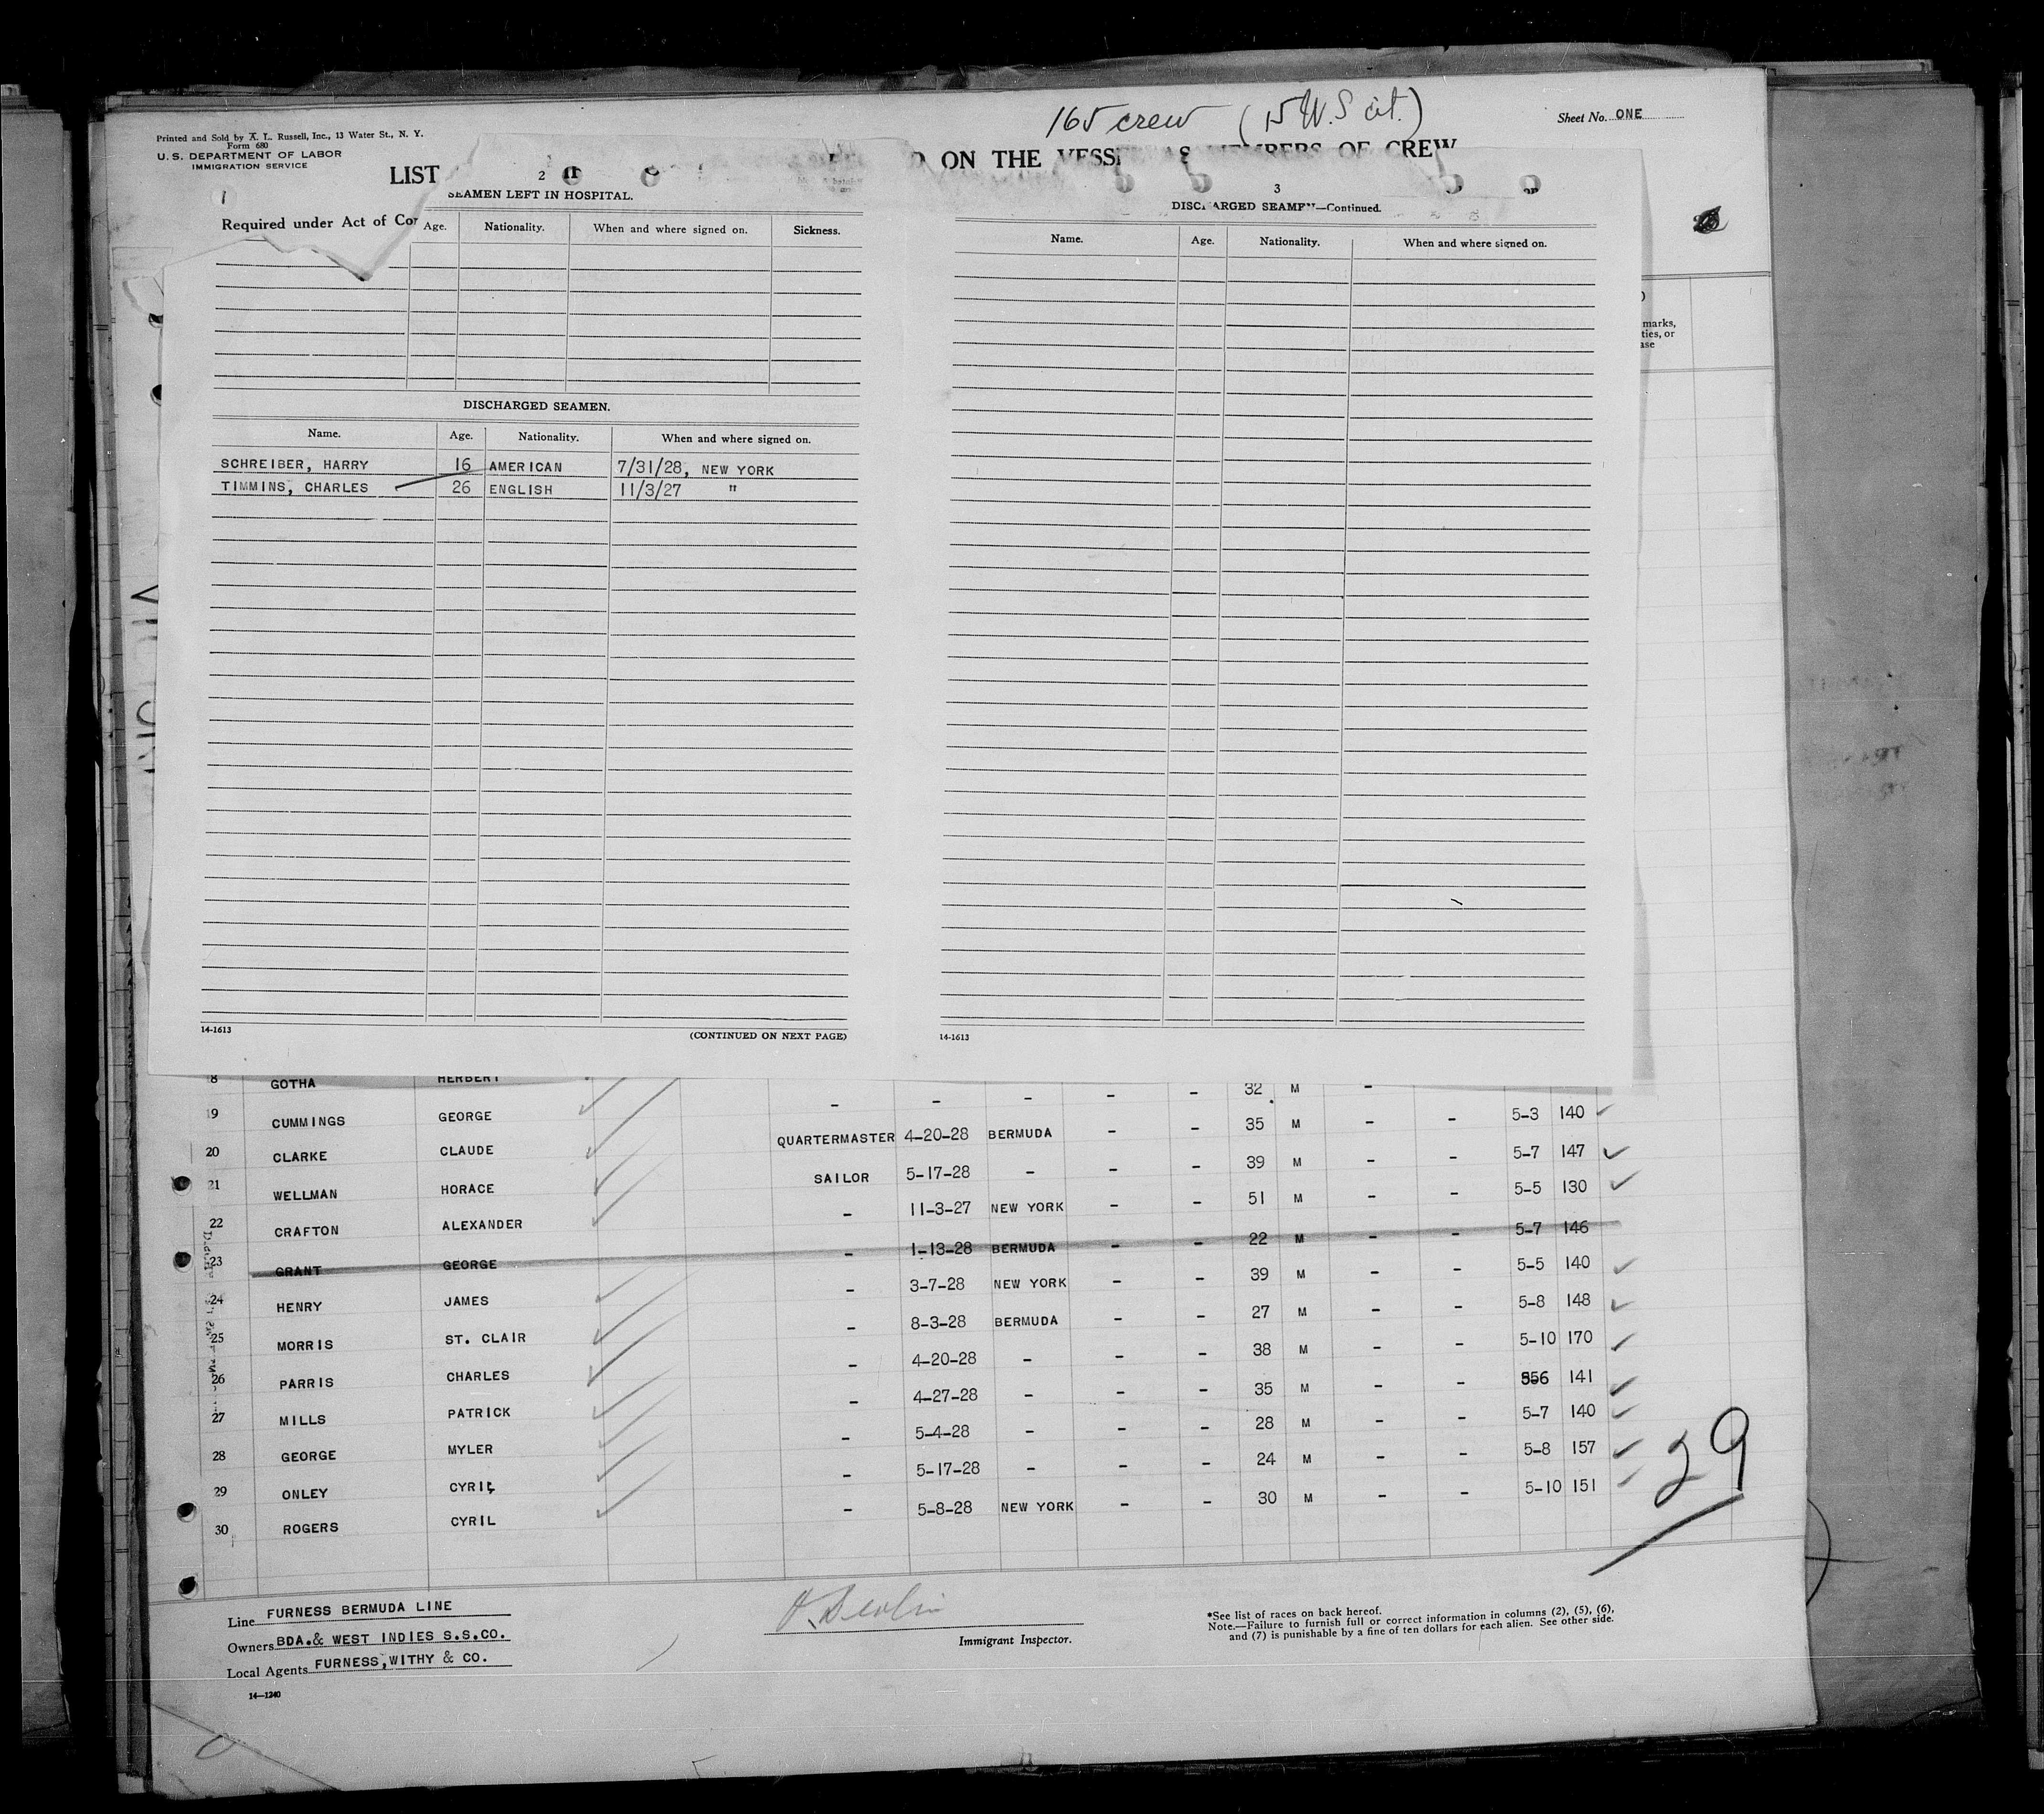 165 crew (15 U.S cit.)
Sheet No. ONE
Printed and Sold by A. L. Russell, Inc., 13 Water St., N. Y.
Form 680
U.S. DEPARTMENT OF LABOR
IMMIGRATION SERVICE
LIST ON THE VESS MEMBERS OF CREW
1
Required under Act of Con
2
SEAMEN LEFT IN HOSPITAL.
Age. Nationality. When and where signed on. Sickness.
DISCHARGED SEAMEN.
Name. Age. Nationality. When and where signed on.
SCHREIBER, HARRY 16 AMERICAN 7/31/28, NEW YORK
TIMMINS, CHARLES 26 ENGLISH 11/3/27 "
14-1613 (CONTINUED ON NEXT PAGE)
3
DISCHARGED SEAMEN—Continued.
Name. Age. Nationality. When and where signed on.
14-1613
marks,
ties, or
ase
8 GOTHA HERBERT - - - - - 32 M -
19 CUMMINGS GEORGE QUARTERMASTER 4-20-28 BERMUDA - - 35 M - - 5-3 140
20 CLARKE CLAUDE SAILOR 5-17-28 - - - 39 M - - 5-7 147
21 WELLMAN HORACE - 11-3-27 NEW YORK - - 51 M - - 5-5 130
22 CRAFTON ALEXANDER - 1-13-28 BERMUDA - - 22 M - - 5-7 146
23 GRANT GEORGE - 3-7-28 NEW YORK - - 39 M - - 5-5 140
24 HENRY JAMES - 8-3-28 BERMUDA - - 27 M - - 5-8 148
25 MORRIS ST. CLAIR - 4-20-28 - - - 38 M - - 5-10 170
26 PARRIS CHARLES - 4-27-28 - - - 35 M - - 141
27 MILLS PATRICK - 5-4-28 - - - 28 M - - 5-7 140
28 GEORGE MYLER - 5-17-28 - - - 24 M - - 5-8 157
29 ONLEY CYRIL - 5-8-28 NEW YORK - - 30 M - - 5-10 151
30 ROGERS CYRIL
29
Line FURNESS BERMUDA LINE
Owners BDA.& WEST INDIES S.S.CO.
Local Agents FURNESS, WITHY & CO.
14—1240
Immigrant Inspector.
*See list of races on back hereof.
Note.—Failure to furnish full or correct information in columns (2), (5), (6),
and (7) is punishable by a fine of ten dollars for each alien. See other side.